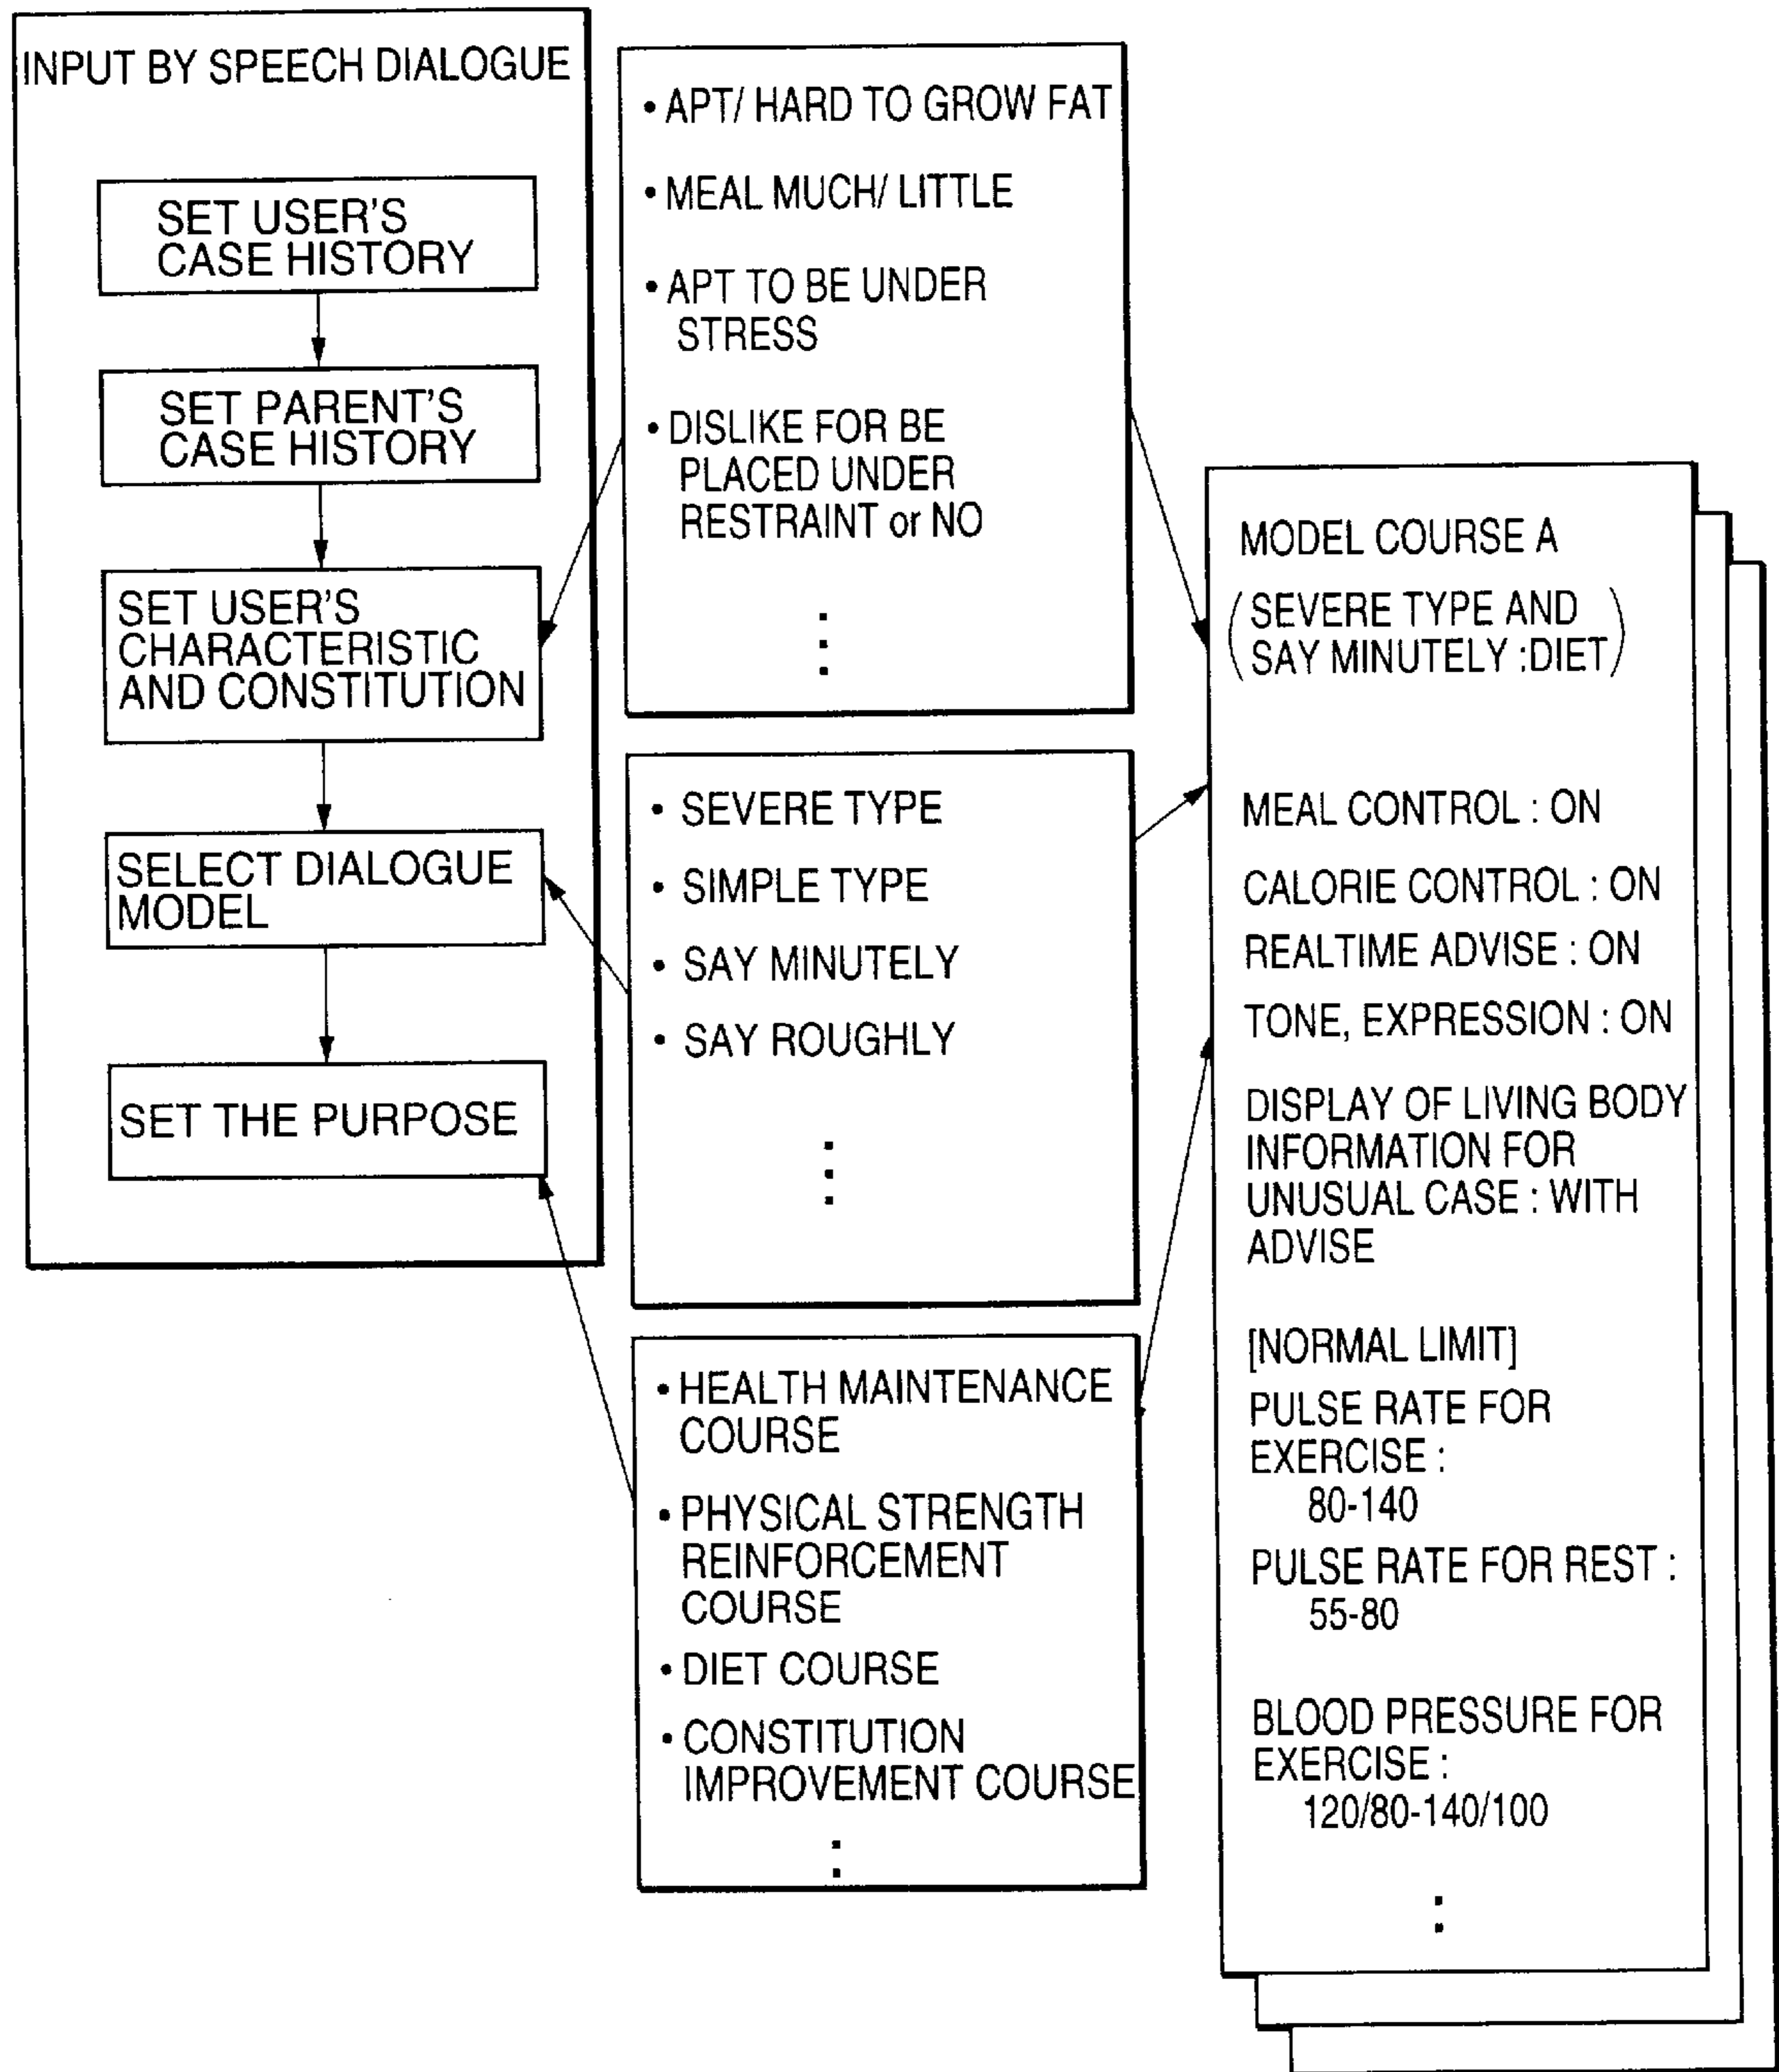 INPUT BY SPEECH DIALOGUE
SET USER'S
CASE HISTORY
SET PARENT'S
CASE HISTORY
SET USER'S
CHARACTERISTIC
AND CONSTITUTION
SELECT DIALOGUE
MODEL
SET THE PURPOSE
• APT/ HARD TO GROW FAT
• MEAL MUCH/ LITTLE
• APT TO BE UNDER
STRESS
• DISLIKE FOR BE
PLACED UNDER
RESTRAINT or NO
• SEVERE TYPE
• SIMPLE TYPE
• SAY MINUTELY
• SAY ROUGHLY
• HEALTH MAINTENANCE
COURSE
• PHYSICAL STRENGTH
REINFORCEMENT
COURSE
• DIET COURSE
• CONSTITUTION
IMPROVEMENT COURSE
MODEL COURSE A
(SEVERE TYPE AND
SAY MINUTELY :DIET)
MEAL CONTROL : ON
CALORIE CONTROL : ON
REALTIME ADVISE : ON
TONE, EXPRESSION : ON
DISPLAY OF LIVING BODY
INFORMATION FOR
UNUSUAL CASE : WITH
ADVISE
[NORMAL LIMIT]
PULSE RATE FOR
EXERCISE :
80-140
PULSE RATE FOR REST :
55-80
BLOOD PRESSURE FOR
EXERCISE :
120/80-140/100